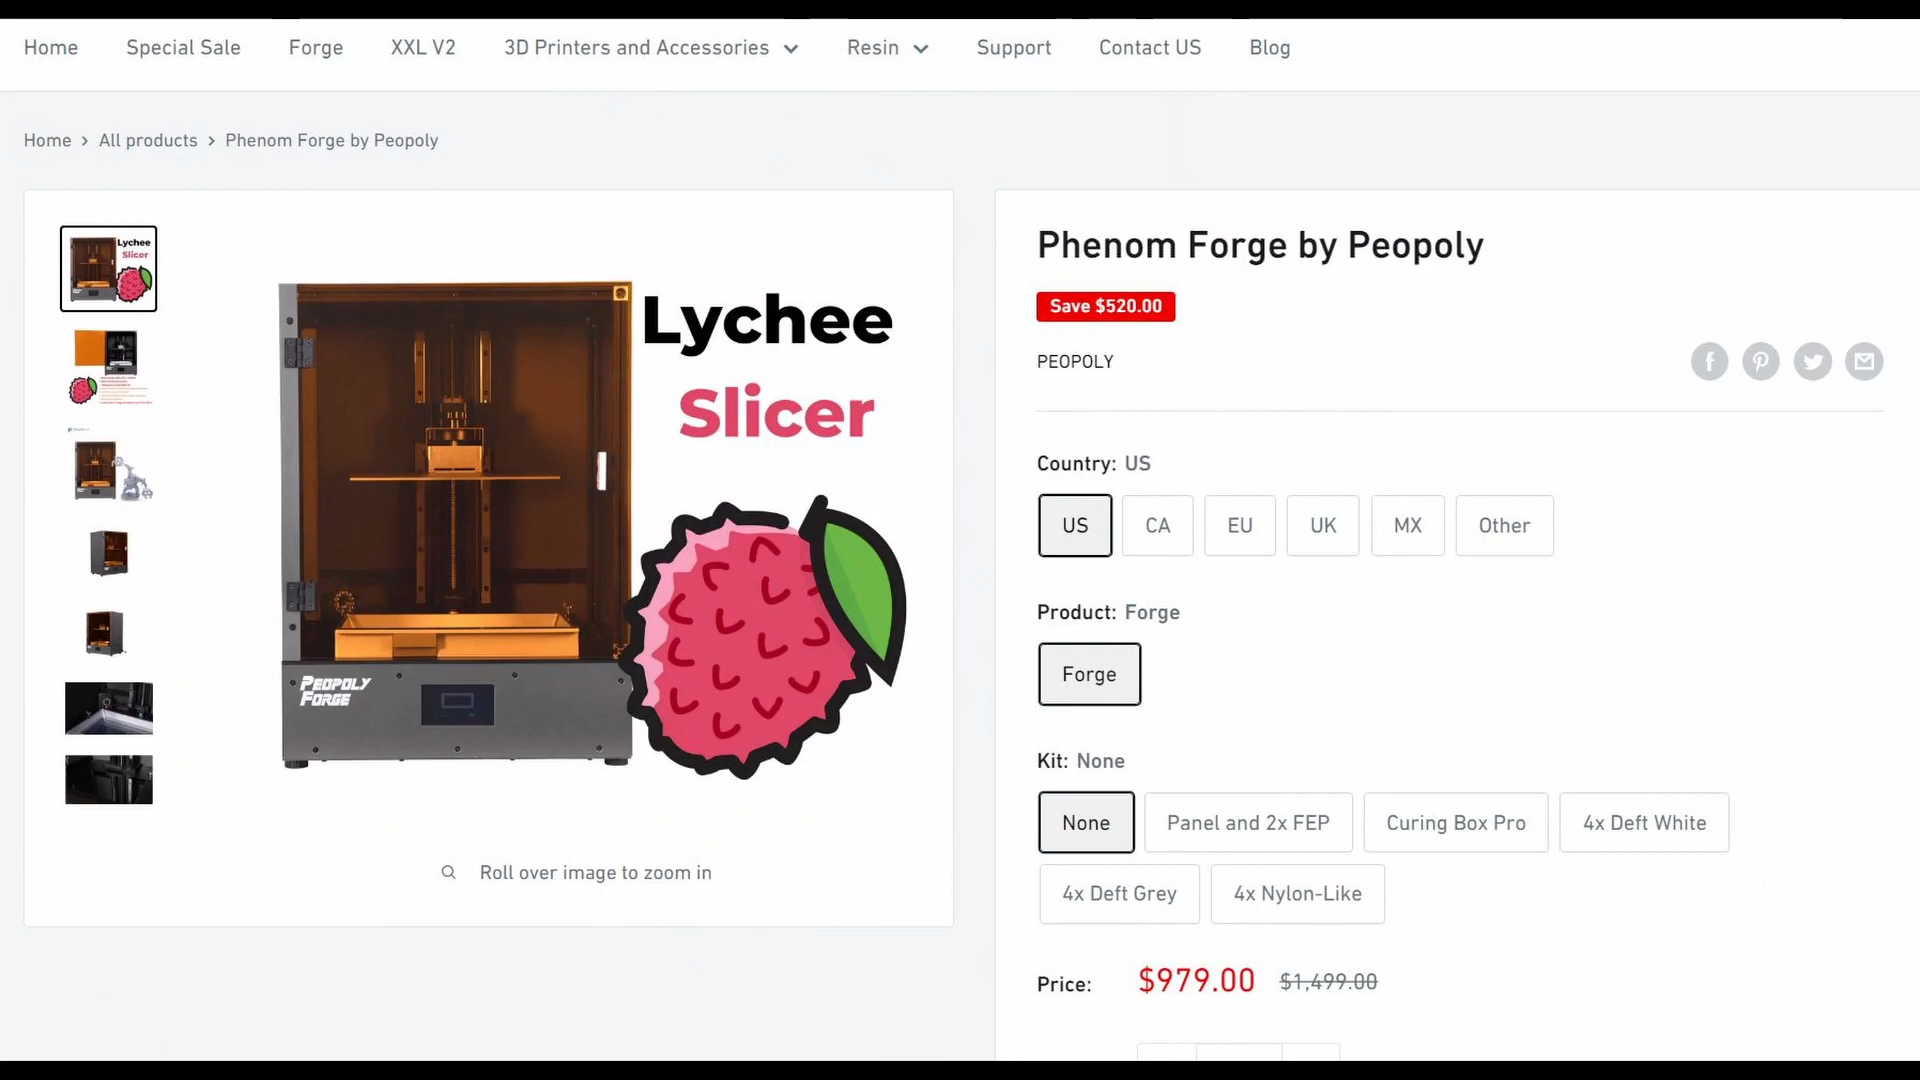 Home Special Sale Forge XXL V2 3D Printers and Accessories Resin Support Contact US Blog
Home > All products > Phenom Forge by Peopoly
Lychee
Slicer
Lychee
Slicer
PEOPOLY
FORGE
Roll over image to zoom in
Phenom Forge by Peopoly
Save $520.00
PEOPOLY
Country: US
US CA EU UK MX Other
Product: Forge
Forge
Kit: None
None Panel and 2x FEP Curing Box Pro 4x Deft White
4x Deft Grey 4x Nylon-Like
Price: $979.00 $1,499.00